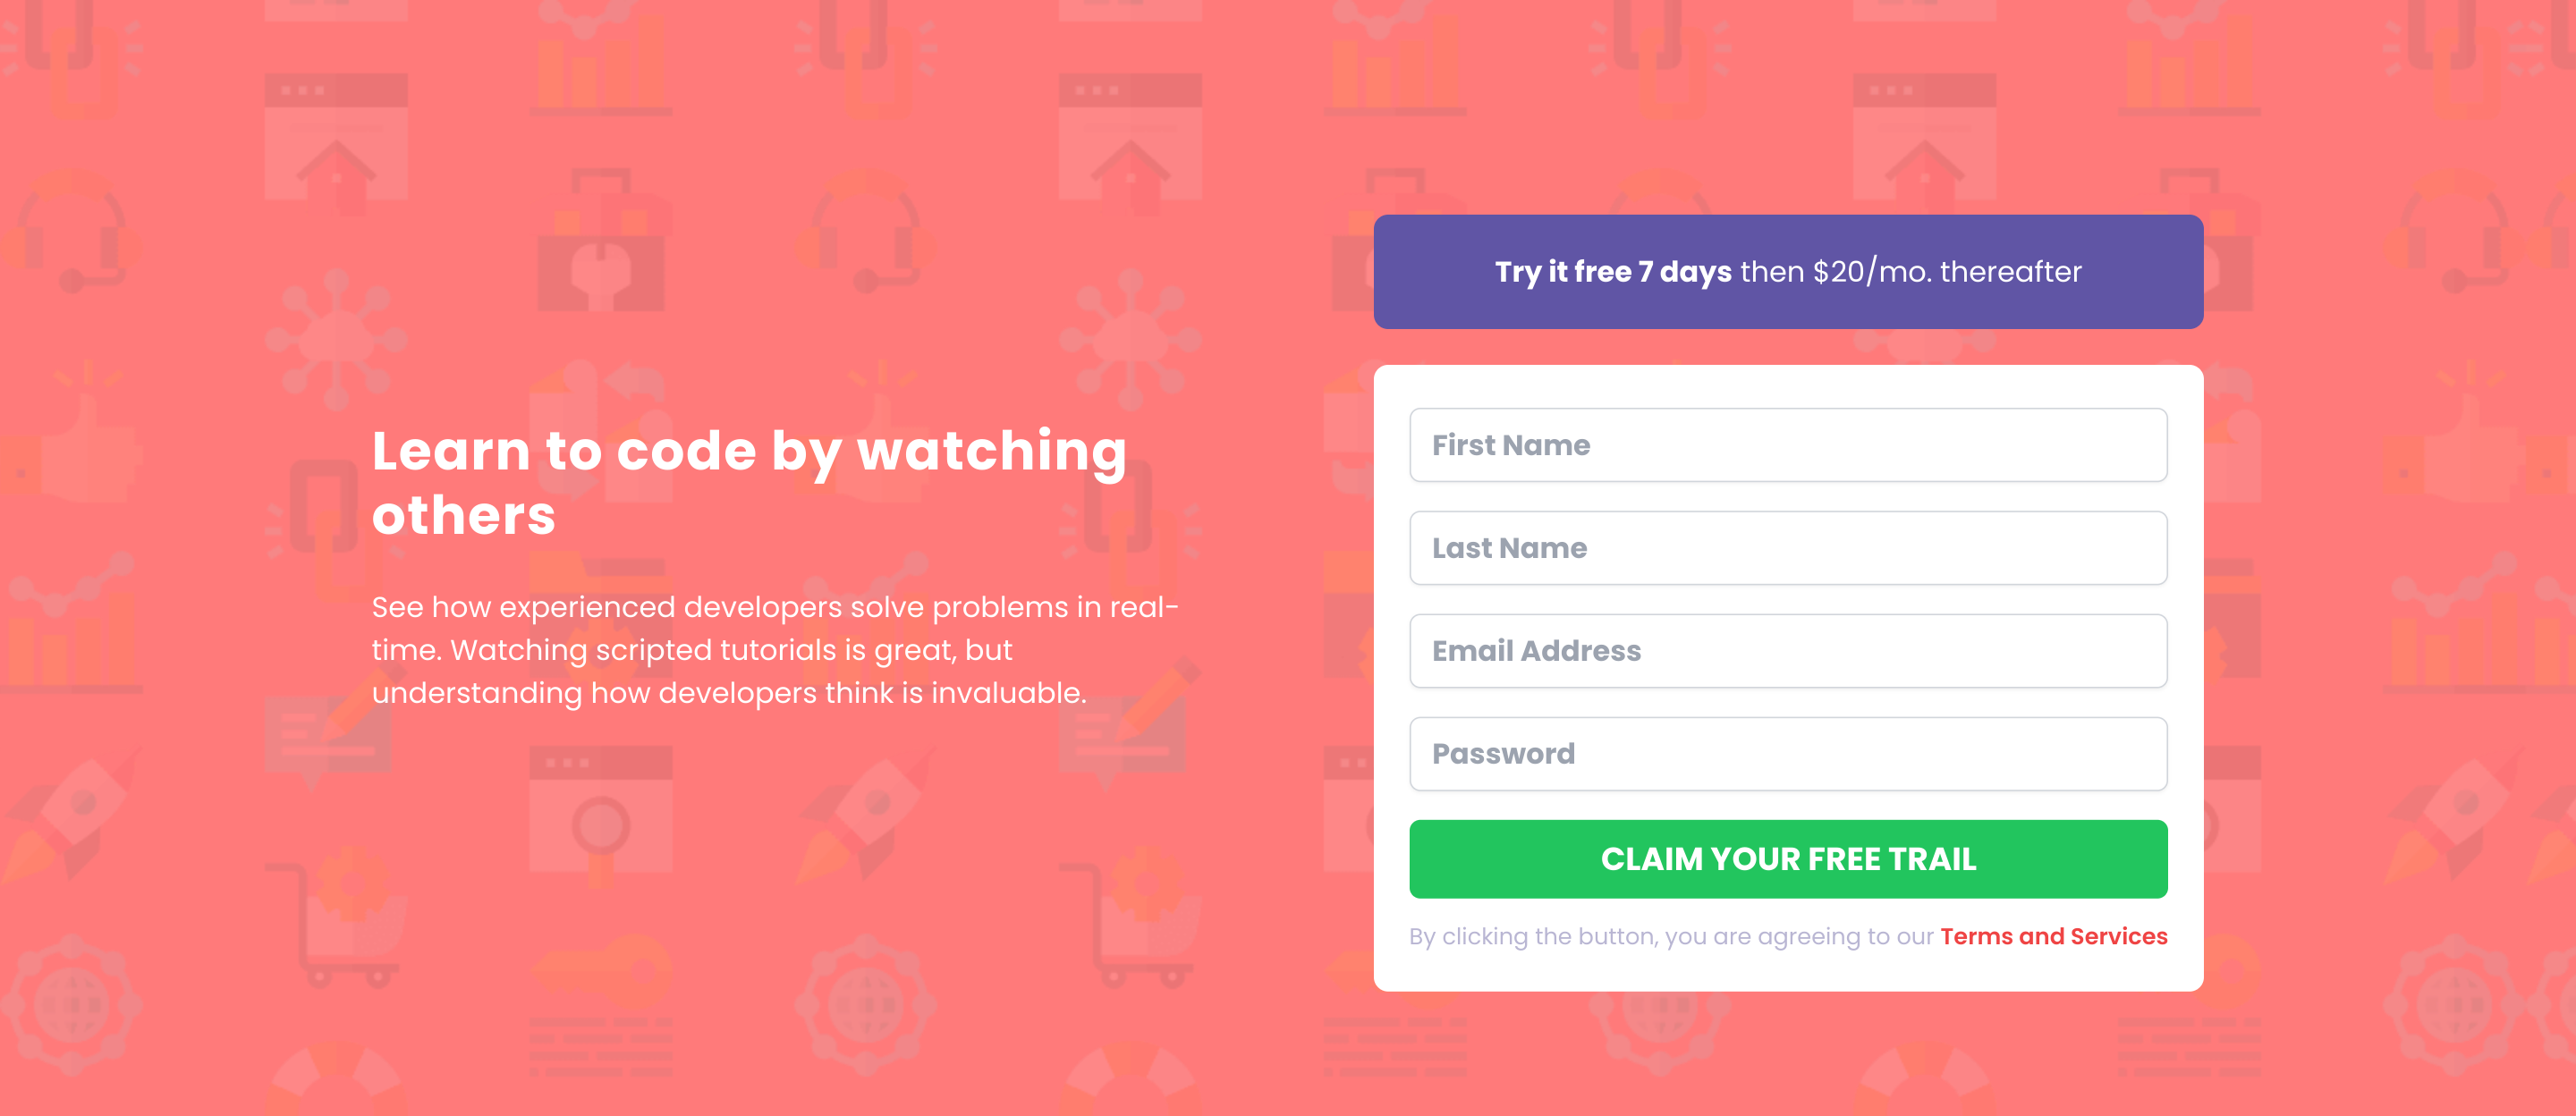 Learn to code by watching
others
See how experienced developers solve problems in real-
time. Watching scripted tutorials is great, but
understanding how developers think is invaluable.
Try it free 7 days then $20/mo. thereafter
First Name
Last Name
Email Address
Password
CLAIM YOUR FREE TRAIL
By clicking the button, you are agreeing to our Terms and Services